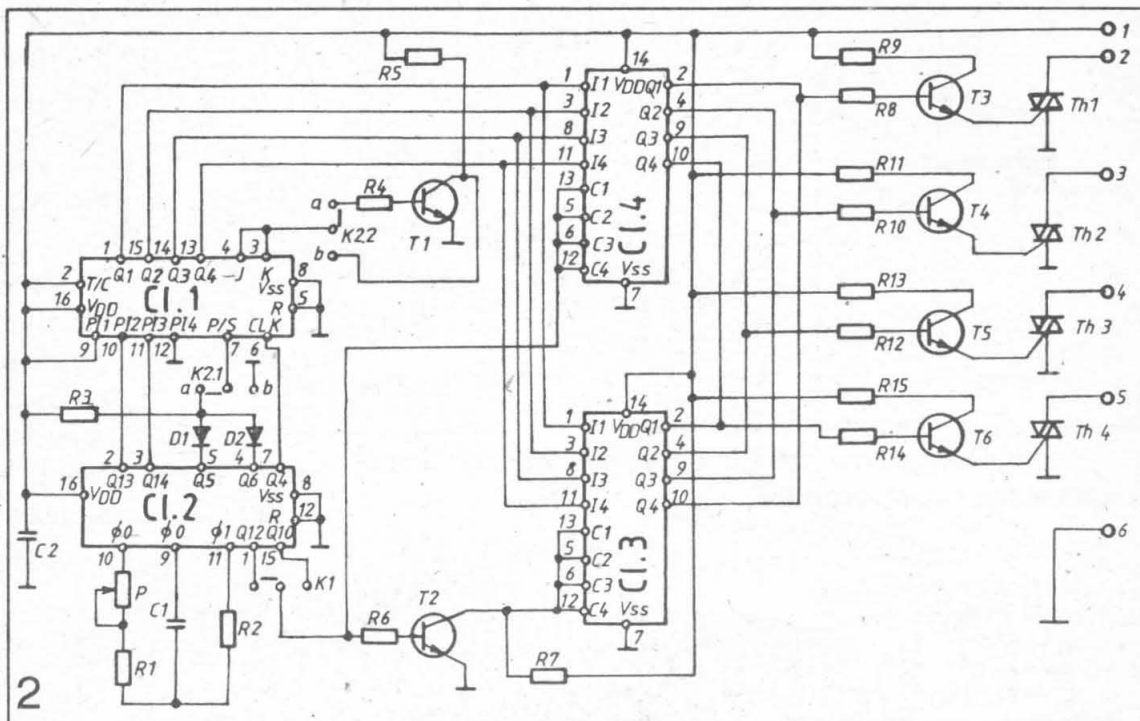 1
R5
14
R9
2
1 I1 VDDQ1 2
T3
Th1
3 I2 Q2 4
R8
8 I3 Q3 9
11 I4 Q4 10
R11
3
13 C1
a R4
5 C2
T4
K2.2
T1
CI.4
R10
Th 2
1 15 14 13 4 3
6 C3
b
2 Q1 Q2 Q3 Q4 J K 8
12 C4
T/C VSS
Vss
R13
4
16 VDD CI.1 R 5
7
PI1 PI2 PI3 PI4 P/S CLK
T5
Th 3
9 10 11 12 7 6
R12
K2.1
a b
R15
5
R3
14
D1 D2
1 I1 VDD Q1 2
T6
Th 4
2 3 5 4 7
3 I2 Q2 4
R14
Q13 Q14 Q5 Q6 Q4
8 I3 Q3 9
16 VDD CI.2 Vss 8
11 I4 Q4 10
R 12
13 C1
6
C2
ϕ0 ϕ0 ϕ1 Q12 Q10
5 C2
CI.3
10 9 11 1 15
6 C3
P
K1
T2
12 C4
Vss
C1
R2
R6
7
R1
R7
2